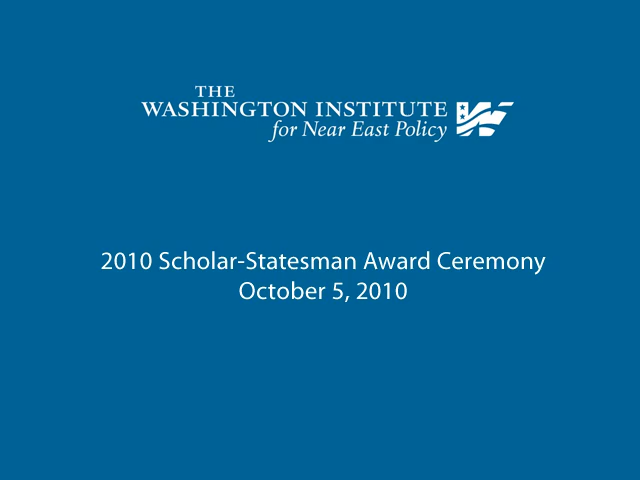 THE
WASHINGTON INSTITUTE
for Near East Policy
2010 Scholar-Statesman Award Ceremony
October 5, 2010